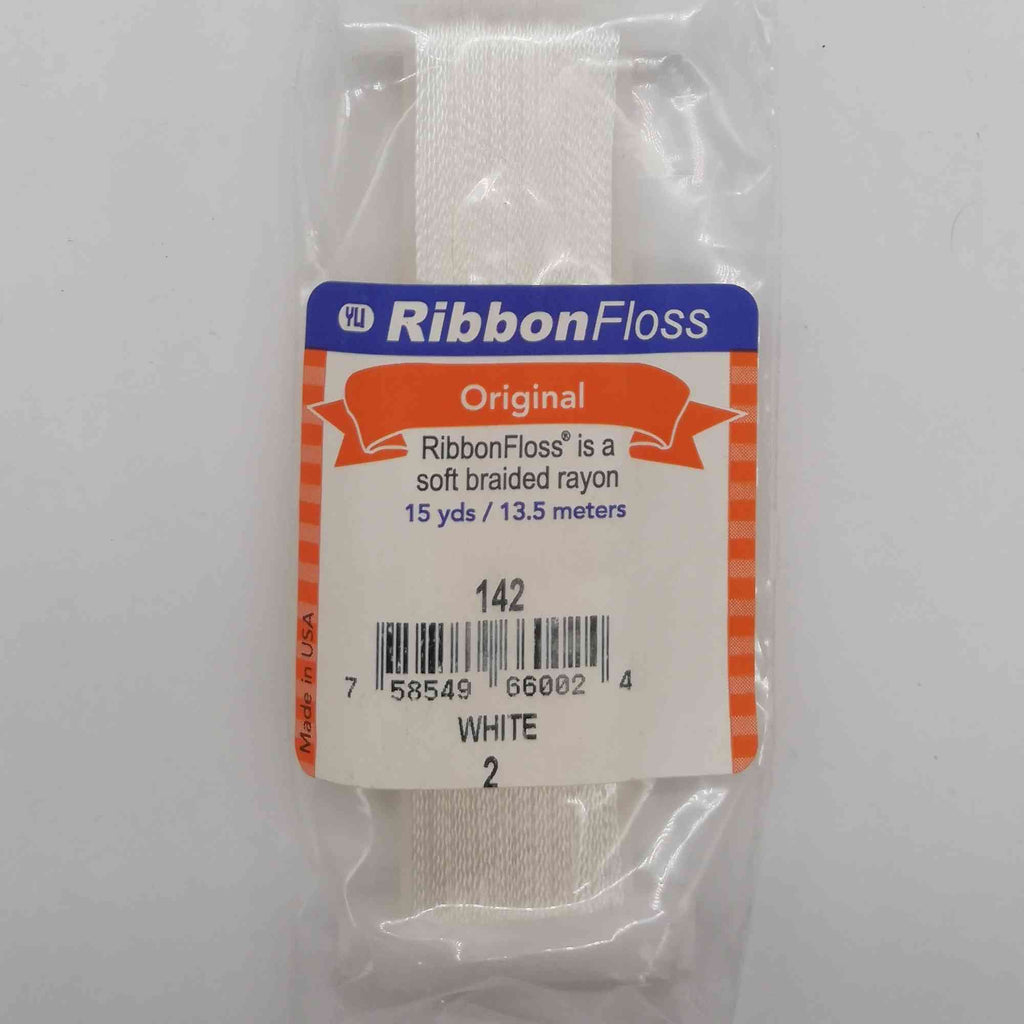 YLI RibbonFloss
Original
RibbonFloss® is a
soft braided rayon
15 yds / 13.5 meters
142
7 58549 66002 4
WHITE
2
Made in USA